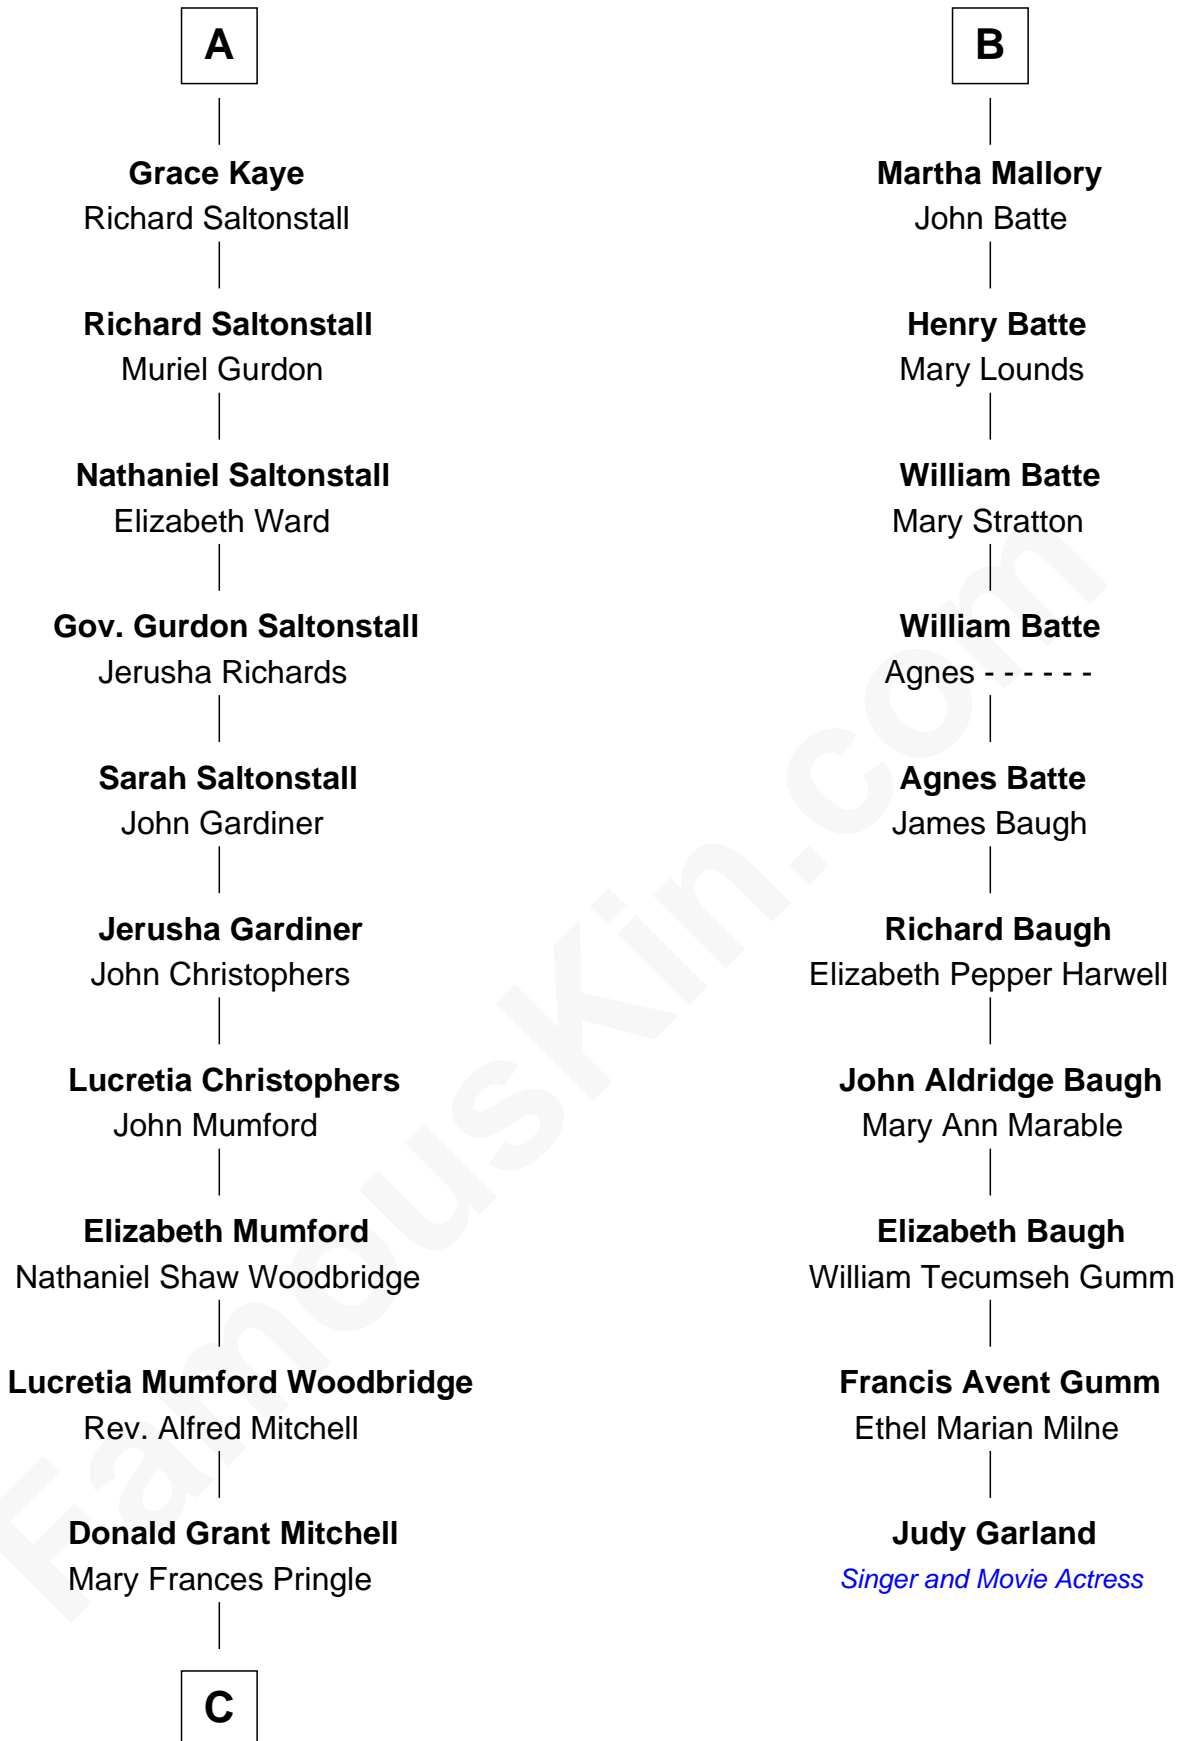 A
Grace Kaye
Richard Saltonstall
Richard Saltonstall
Muriel Gurdon
Nathaniel Saltonstall
Elizabeth Ward
Gov. Gurdon Saltonstall
Jerusha Richards
Sarah Saltonstall
John Gardiner
Jerusha Gardiner
John Christophers
Lucretia Christophers
John Mumford
Elizabeth Mumford
Nathaniel Shaw Woodbridge
Lucretia Mumford Woodbridge
Rev. Alfred Mitchell
Donald Grant Mitchell
Mary Frances Pringle
C
B
Martha Mallory
John Batte
Henry Batte
Mary Lounds
William Batte
Mary Stratton
William Batte
Agnes - - - - - -
Agnes Batte
James Baugh
Richard Baugh
Elizabeth Pepper Harwell
John Aldridge Baugh
Mary Ann Marable
Elizabeth Baugh
William Tecumseh Gumm
Francis Avent Gumm
Ethel Marian Milne
Judy Garland
Singer and Movie Actress
FamousKin.com